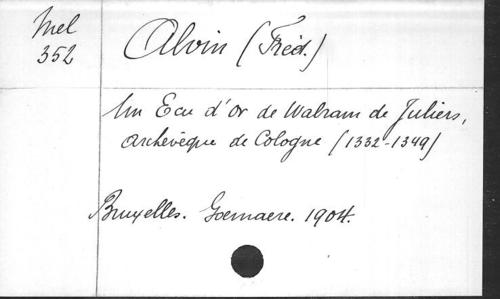 Mel
352
Alvin (Fréd.)
Un Ecu d'or de Walram de Juliers,
Archevêque de Cologne (1332-1349)
Bruxelles. Goemaere. 1904.